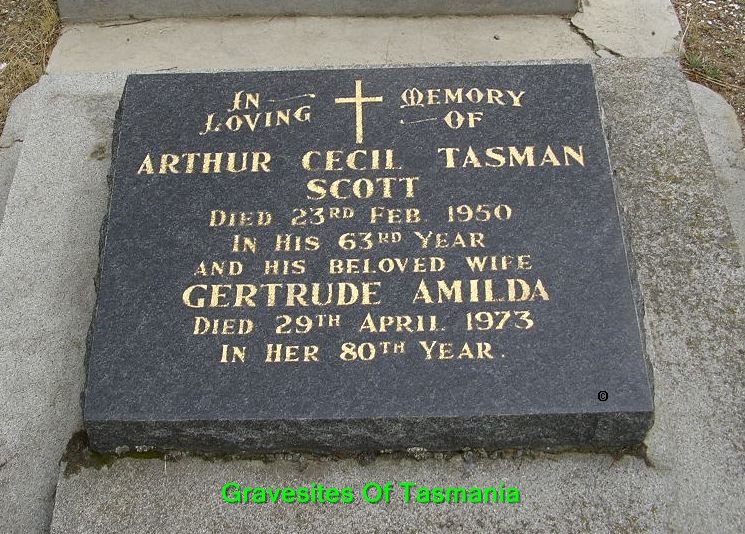 IN LOVING MEMORY OF
ARTHUR CECIL TASMAN
SCOTT
DIED 23RD FEB. 1950
IN HIS 63RD YEAR
AND HIS BELOVED WIFE
GERTRUDE AMILDA
DIED 29TH APRIL 1973
IN HER 80TH YEAR.
©
Gravesites Of Tasmania